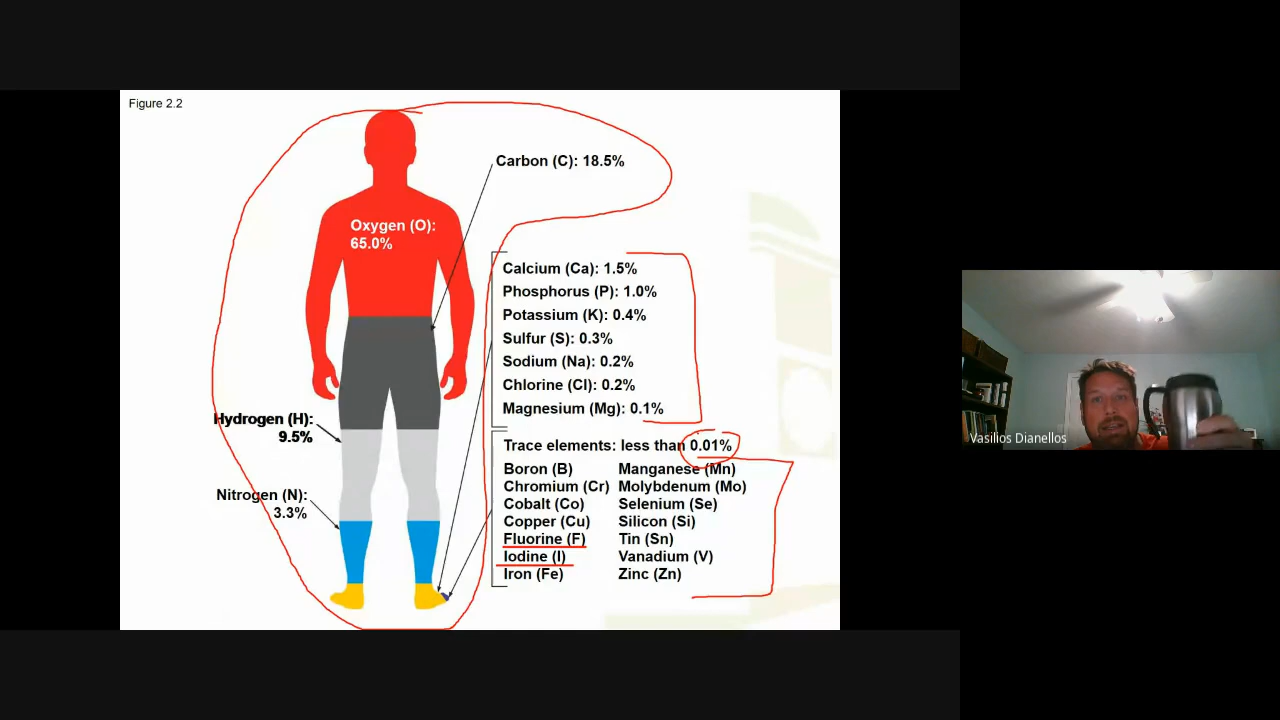 Figure 2.2
Carbon (C): 18.5%
Oxygen (O):
65.0%
Calcium (Ca): 1.5%
Phosphorus (P): 1.0%
Potassium (K): 0.4%
Sulfur (S): 0.3%
Sodium (Na): 0.2%
Chlorine (Cl): 0.2%
Magnesium (Mg): 0.1%
Hydrogen (H):
9.5%
Nitrogen (N):
3.3%
Trace elements: less than 0.01%
Boron (B)
Chromium (Cr)
Cobalt (Co)
Copper (Cu)
Fluorine (F)
Iodine (I)
Iron (Fe)
Manganese (Mn)
Molybdenum (Mo)
Selenium (Se)
Silicon (Si)
Tin (Sn)
Vanadium (V)
Zinc (Zn)
Vasilios Dianellos